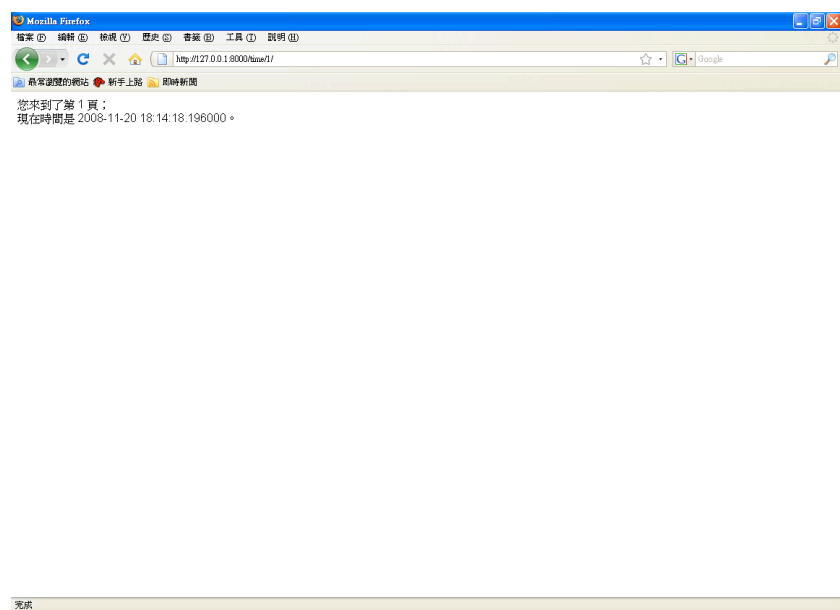 Mozilla Firefox
檔案(F) 編輯(E) 檢視(V) 歷史(S) 書籤(B) 工具(T) 說明(H)
http://127.0.0.1:8000/time/1/ G Google
最常瀏覽的網站 新手上路 即時新聞
您來到了第 1 頁；
現在時間是 2008-11-20 18:14:18.196000。
完成